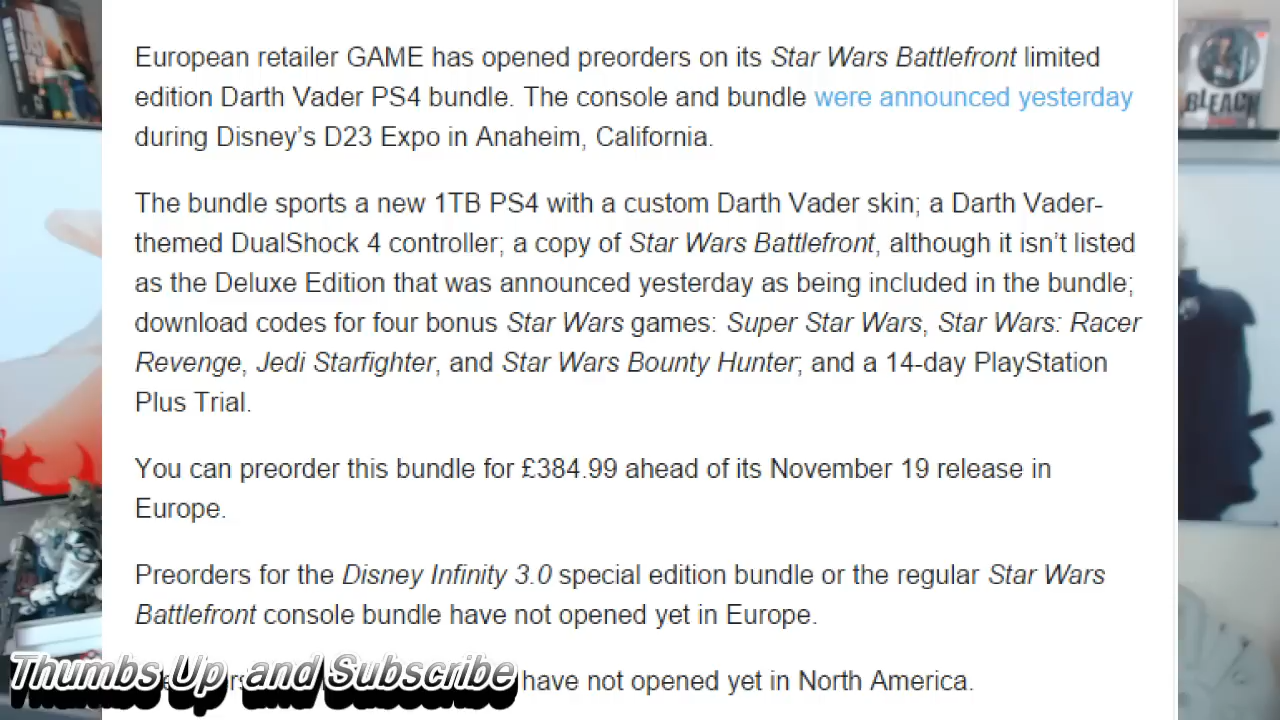 European retailer GAME has opened preorders on its Star Wars Battlefront limited
edition Darth Vader PS4 bundle. The console and bundle were announced yesterday
during Disney’s D23 Expo in Anaheim, California.
The bundle sports a new 1TB PS4 with a custom Darth Vader skin; a Darth Vader-
themed DualShock 4 controller; a copy of Star Wars Battlefront, although it isn’t listed
as the Deluxe Edition that was announced yesterday as being included in the bundle;
download codes for four bonus Star Wars games: Super Star Wars, Star Wars: Racer
Revenge, Jedi Starfighter, and Star Wars Bounty Hunter; and a 14-day PlayStation
Plus Trial.
You can preorder this bundle for £384.99 ahead of its November 19 release in
Europe.
Preorders for the Disney Infinity 3.0 special edition bundle or the regular Star Wars
Battlefront console bundle have not opened yet in Europe.
have not opened yet in North America.
Thumbs Up and Subscribe
BLEACH